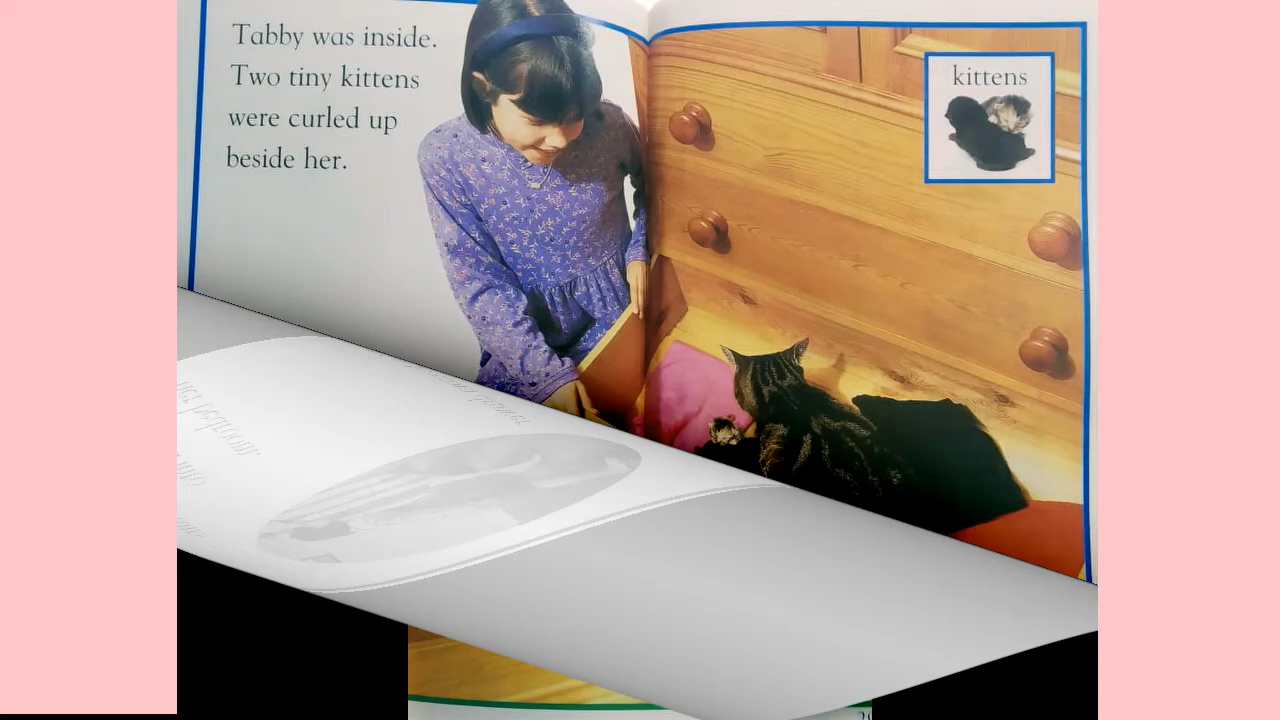 Tabby was inside.
Two tiny kittens
were curled up
beside her.
kittens